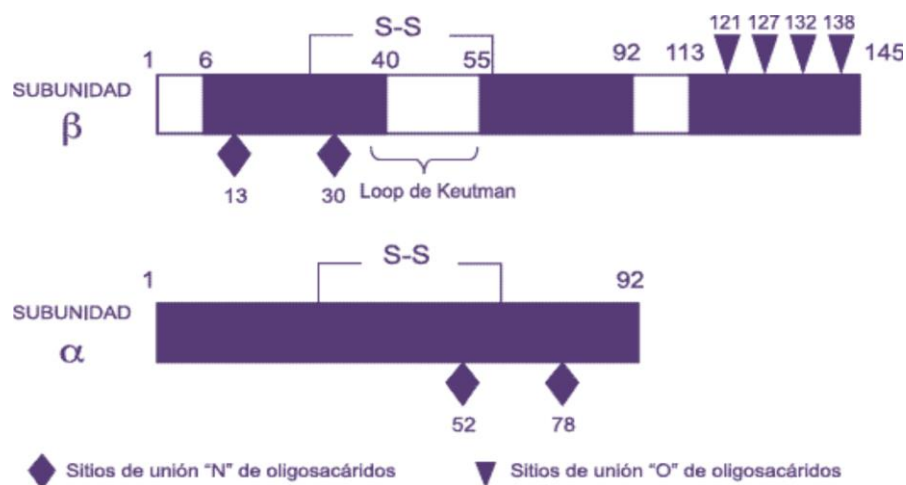 121 127 132 138
S-S
1 6 40 55 92 113 145
SUBUNIDAD
β
13 30 Loop de Keutman
S-S
1 92
SUBUNIDAD
α
52 78
Sitios de unión “N” de oligosacáridos Sitios de unión “O” de oligosacáridos